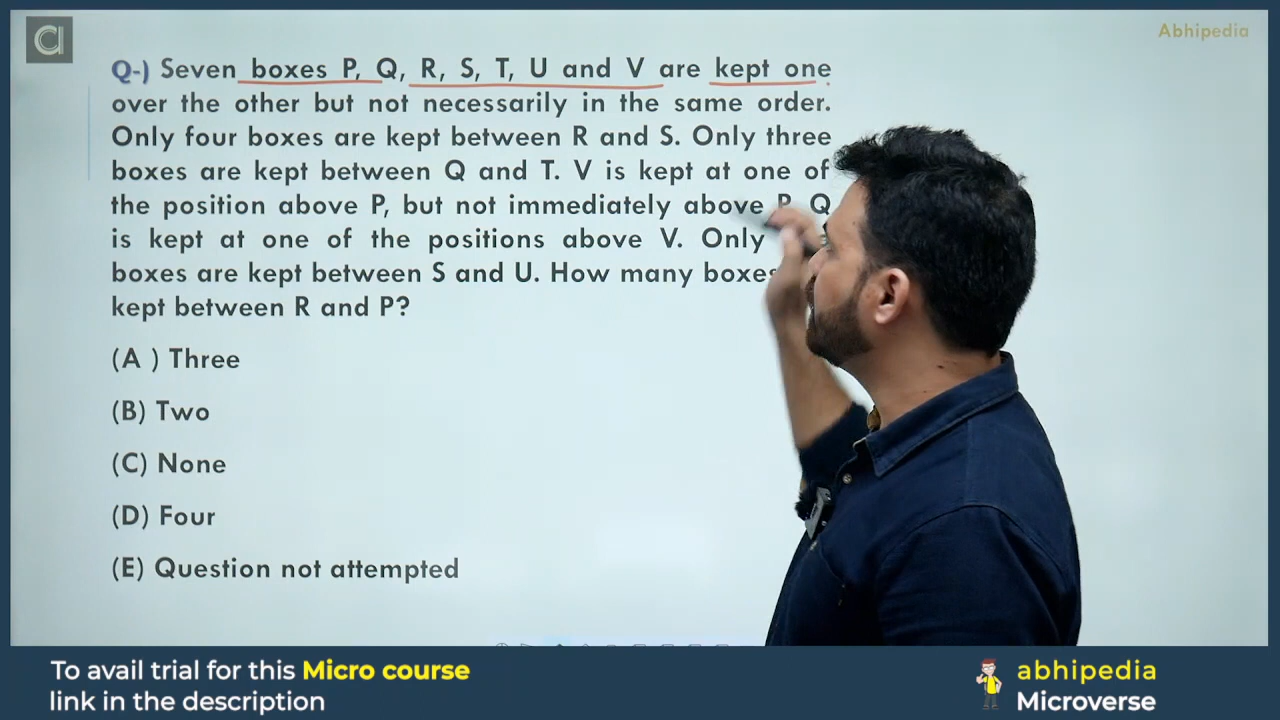 Abhipedia
Q-) Seven boxes P, Q, R, S, T, U and V are kept one
over the other but not necessarily in the same order.
Only four boxes are kept between R and S. Only three
boxes are kept between Q and T. V is kept at one of
the position above P, but not immediately above P. Q
is kept at one of the positions above V. Only
boxes are kept between S and U. How many boxes
kept between R and P?
(A ) Three
(B) Two
(C) None
(D) Four
(E) Question not attempted
To avail trial for this Micro course
link in the description
abhipedia
Microverse